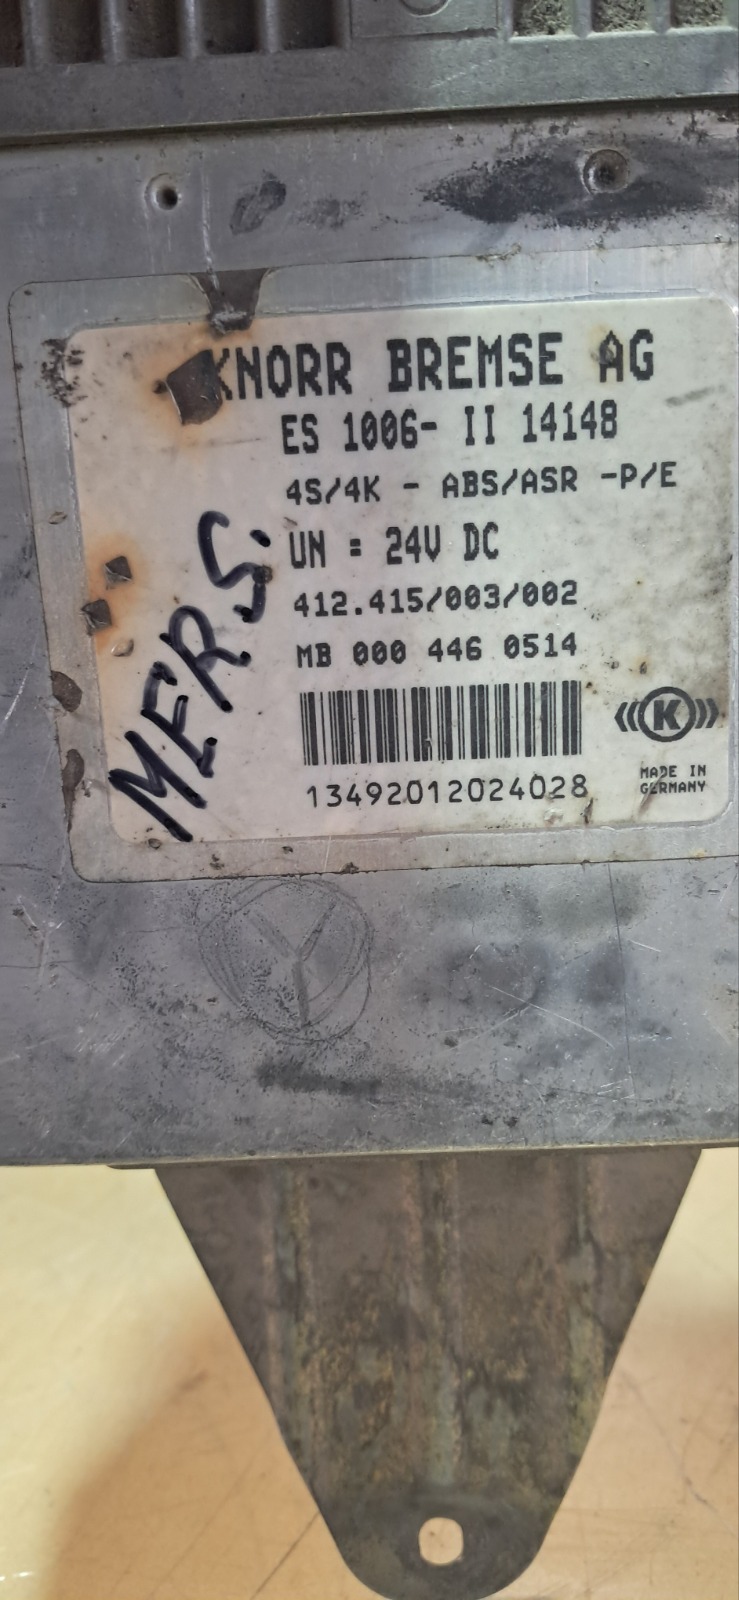 KNORR BREMSE AG
ES 1006- II 14148
4S/4K - ABS/ASR -P/E
UN = 24V DC
412.415/003/002
MB 000 446 0514
13492012024028
K
MADE IN
GERMANY
MERS.